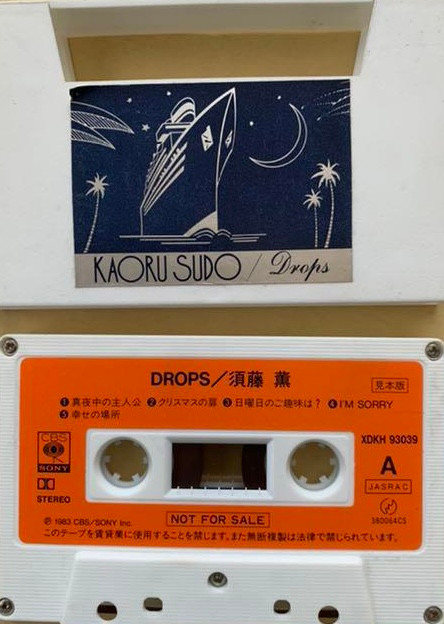 KAORU SUDO / Drops
DROPS/須藤 薫
見本版
❶真夜中の主人公 ❷クリスマスの扉 ❸日曜日のご趣味は? ❹I'M SORRY
❺幸せの場所
CBS
SONY
XDKH 93039
A
STEREO
JASRAC
℗ 1983 CBS/SONY Inc.
NOT FOR SALE
このテープを賃貸業に使用することを禁じます。また無断複製は法律で禁じられています。